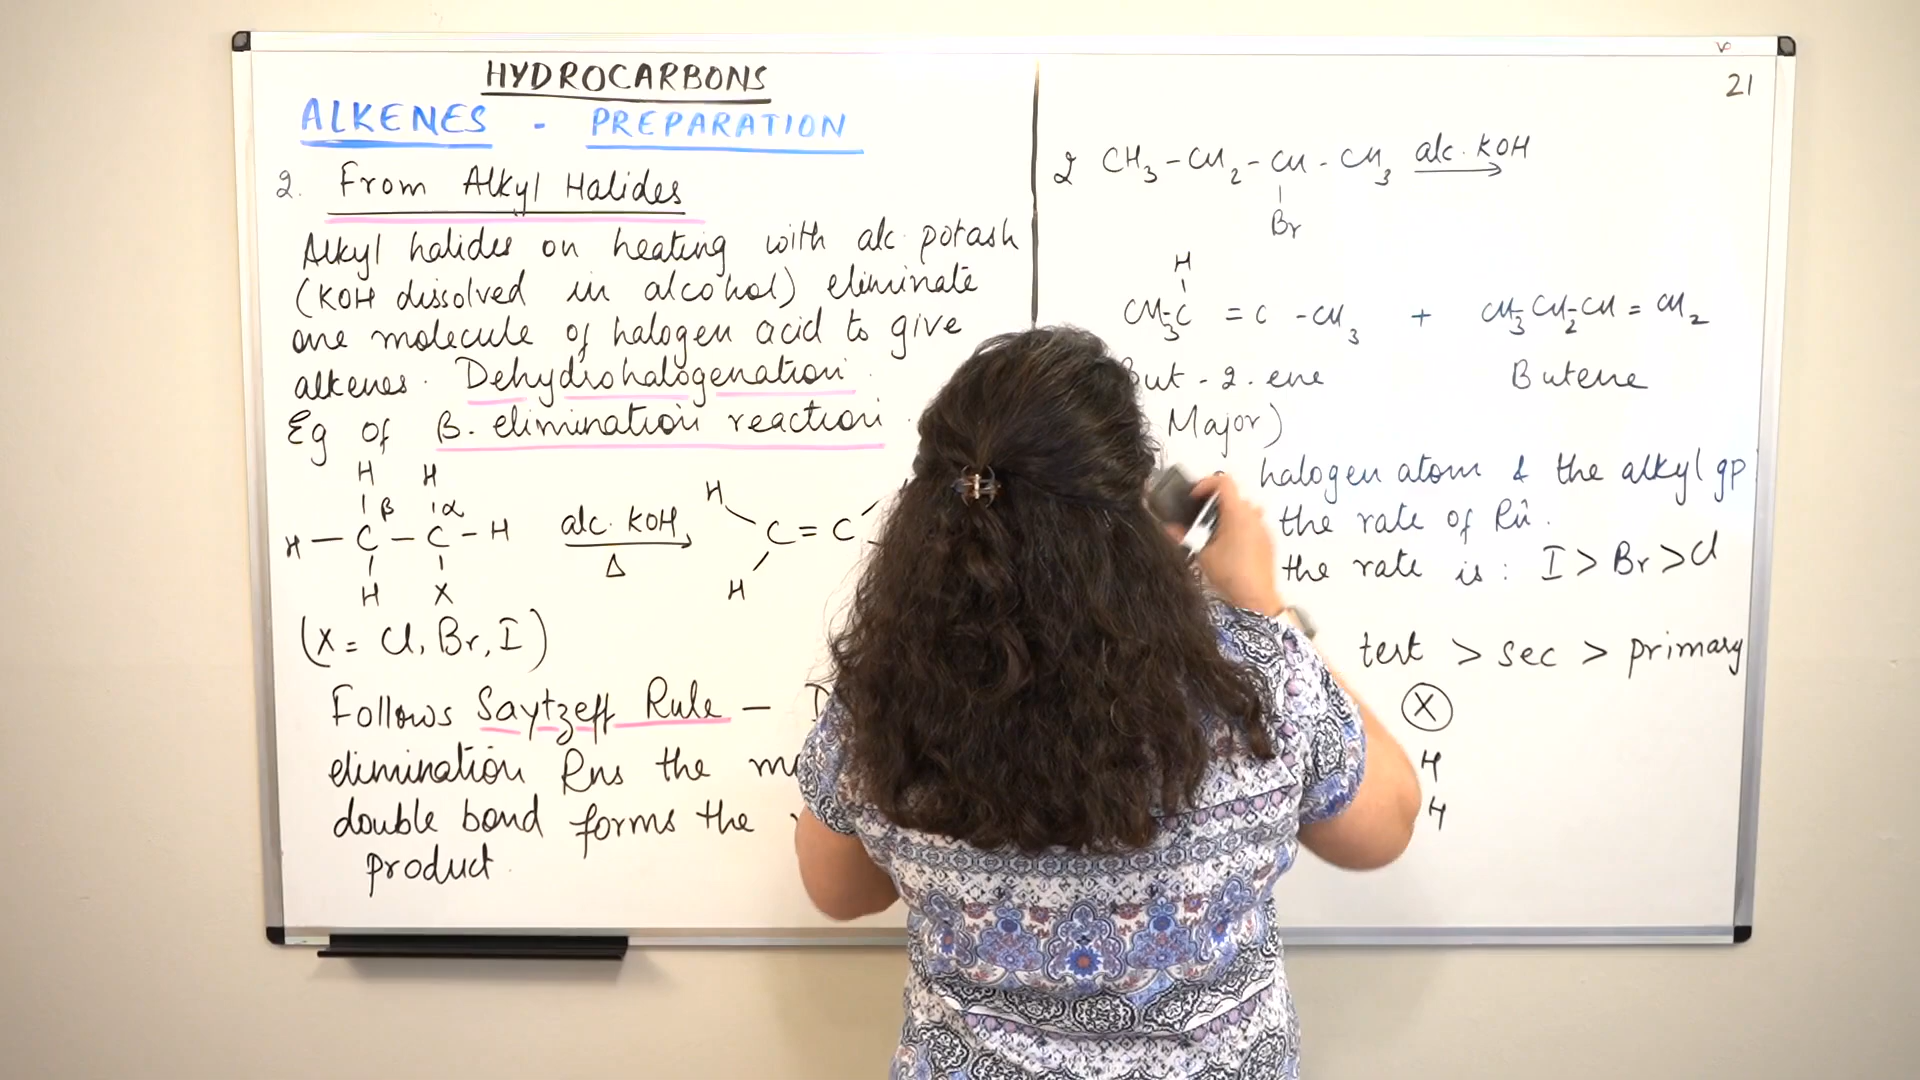 HYDROCARBONS
ALKENES - PREPARATION
2. From Alkyl Halides
Alkyl halides on heating with alc. potash
(KOH dissolved in alcohol) eliminate
one molecule of halogen acid to give
alkenes. Dehydrohalogenation.
Eg of β. elimination reaction.
H H
β α
H - C - C - H alc. KOH Δ H C = C
H X H
(X = Cl, Br, I)
Follows Saytzeff Rule -
elimination Rns the
double bond forms the
product.
21
2 CH3 - CH2 - CH - CH3 alc. KOH
Br
H
CH3-C = C - CH3 + CH3CH2-CH = CH2
But-2-ene Butene
Major)
halogen atom & the alkyl gp
the rate of
the rate is : I > Br > Cl
tert > sec > primary
X
H
H